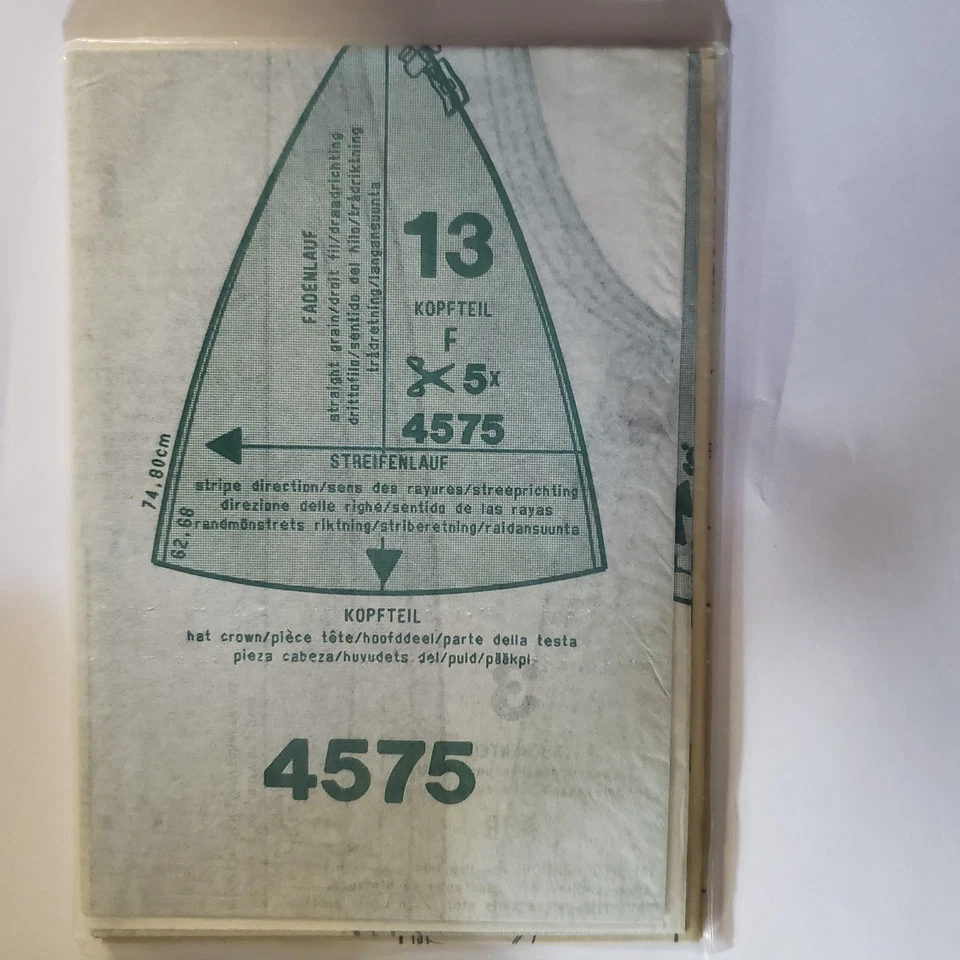 FADENLAUF
straight grain/droit fil/draadrichting
drittofilo/sentido del hilo/trådriktning
trådretning/langansuunta
13
KOPFTEIL
F
5x
4575
STREIFENLAUF
stripe direction/sens des rayures/streeprichting
direzione delle righe/sentido de las rayas
randmönstrets riktning/striberetning/raidansuunta
74,80cm
62,68
KOPFTEIL
hat crown/pièce tête/hoofddeel/parte della testa
pieza cabeza/huvudets del/puld/pääkpl
4575
3